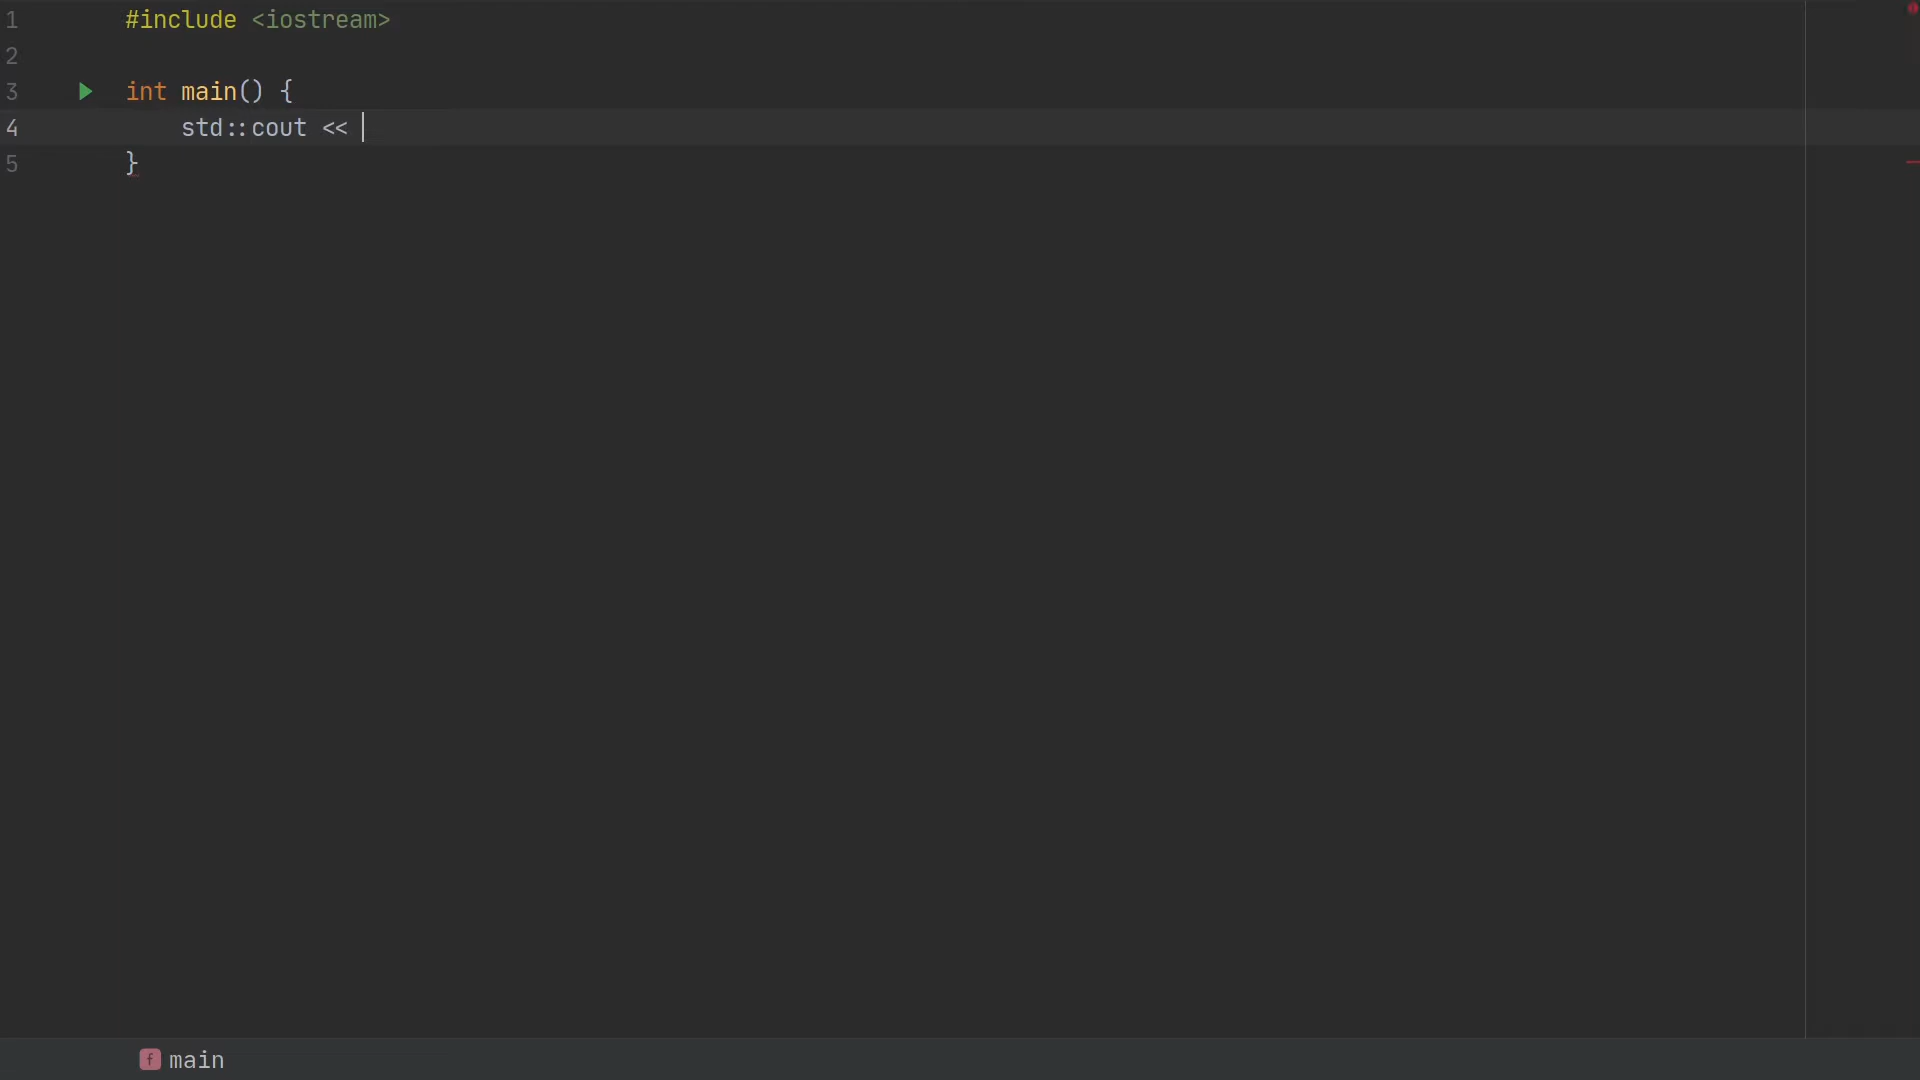 1 #include <iostream>
2
3 int main() {
4 std::cout <<
5 }
f main